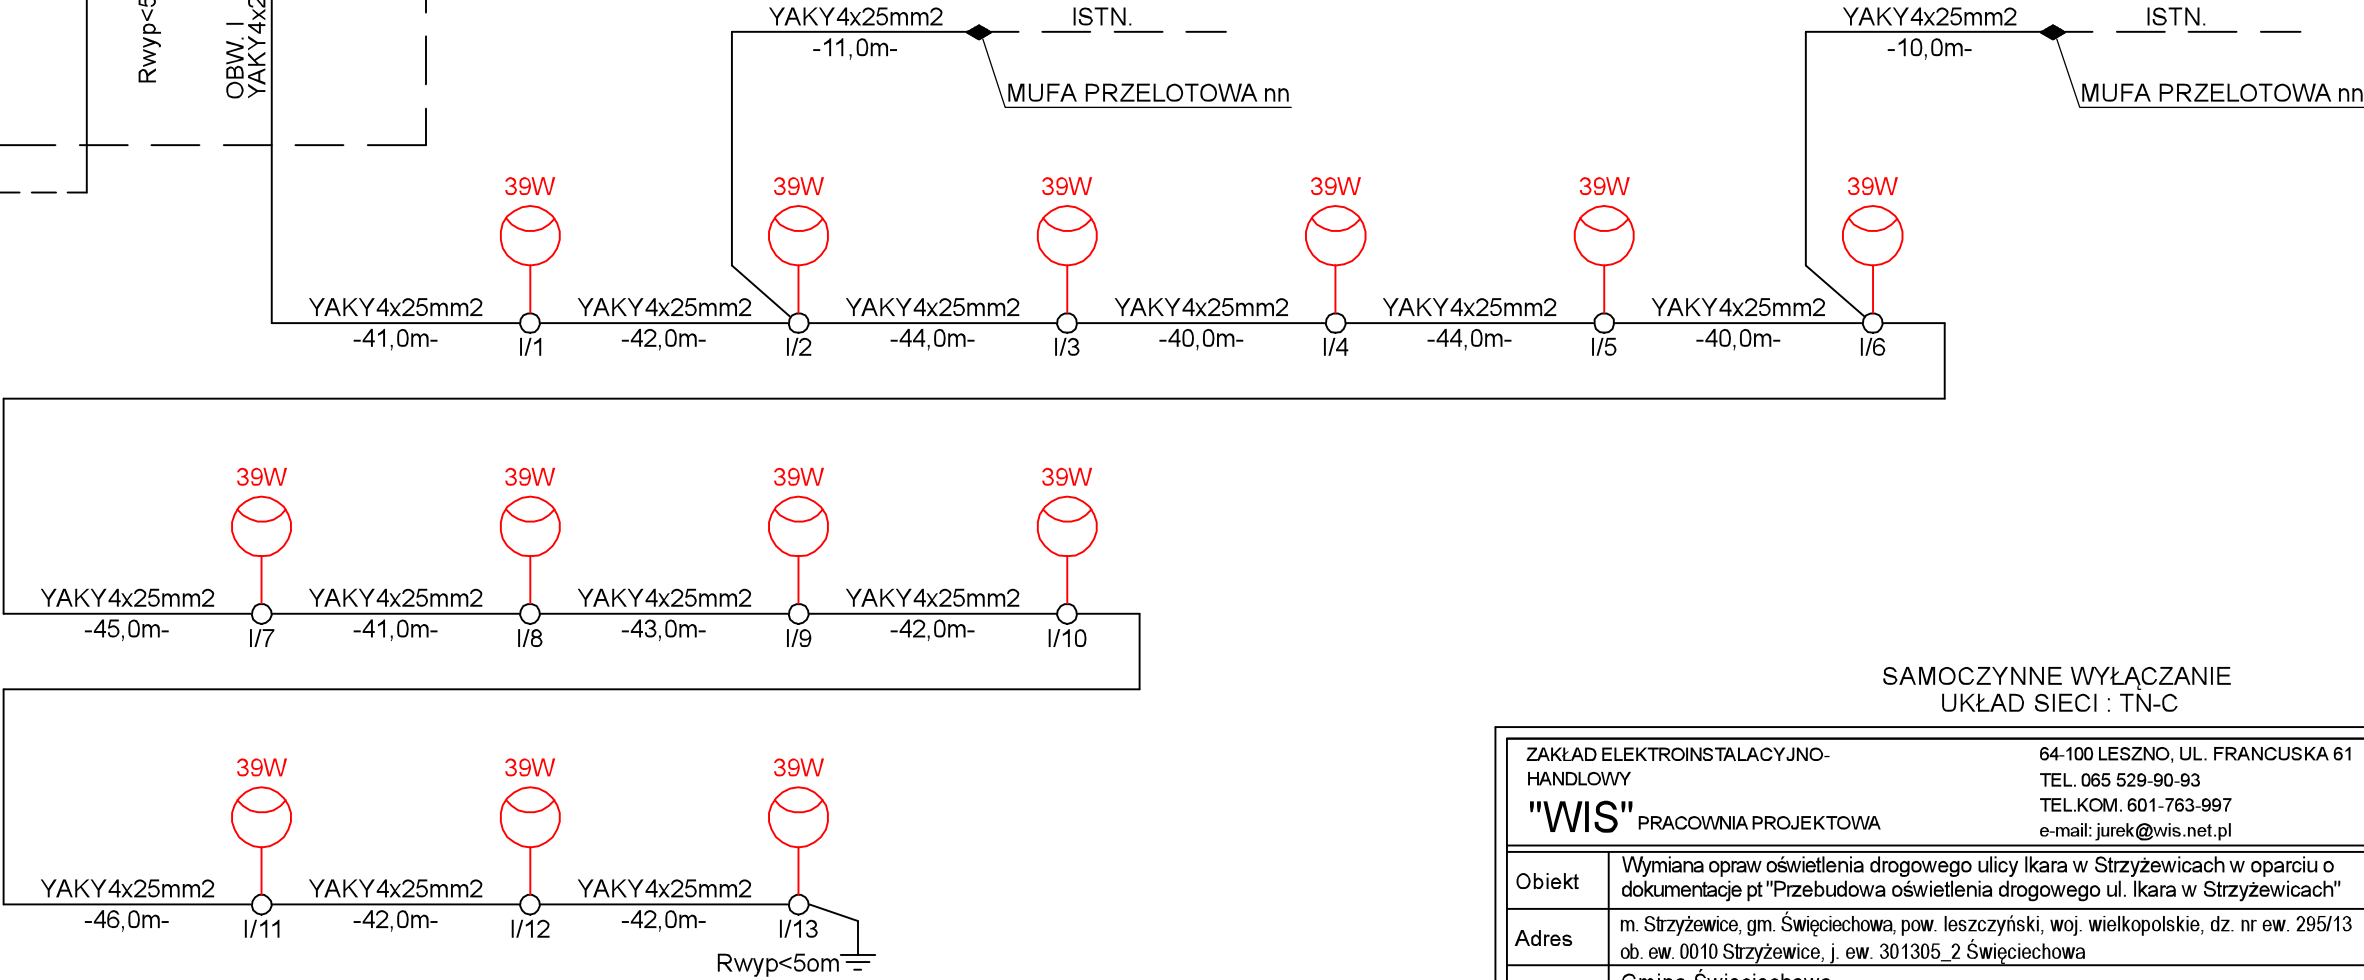 Rwyp<5
OBW. I
YAKY4x2
YAKY4x25mm2
-11,0m-
ISTN.
MUFA PRZELOTOWA nn
YAKY4x25mm2
-10,0m-
ISTN.
MUFA PRZELOTOWA nn
39W
39W
39W
39W
39W
39W
YAKY4x25mm2
YAKY4x25mm2
YAKY4x25mm2
YAKY4x25mm2
YAKY4x25mm2
YAKY4x25mm2
-41,0m-
I/1
-42,0m-
I/2
-44,0m-
I/3
-40,0m-
I/4
-44,0m-
I/5
-40,0m-
I/6
39W
39W
39W
39W
YAKY4x25mm2
YAKY4x25mm2
YAKY4x25mm2
YAKY4x25mm2
-45,0m-
I/7
-41,0m-
I/8
-43,0m-
I/9
-42,0m-
I/10
39W
39W
39W
YAKY4x25mm2
YAKY4x25mm2
YAKY4x25mm2
-46,0m-
I/11
-42,0m-
I/12
-42,0m-
I/13
Rwyp<5om
SAMOCZYNNE WYŁĄCZANIE
UKŁAD SIECI : TN-C
ZAKŁAD ELEKTROINSTALACYJNO-
HANDLOWY
"WIS" PRACOWNIA PROJEKTOWA
64-100 LESZNO, UL. FRANCUSKA 61
TEL. 065 529-90-93
TEL.KOM. 601-763-997
e-mail: jurek@wis.net.pl
Obiekt
Wymiana opraw oświetlenia drogowego ulicy Ikara w Strzyżewicach w oparciu o
dokumentacje pt "Przebudowa oświetlenia drogowego ul. Ikara w Strzyżewicach"
Adres
m. Strzyżewice, gm. Święciechowa, pow. leszczyński, woj. wielkopolskie, dz. nr ew. 295/13
ob. ew. 0010 Strzyżewice, j. ew. 301305_2 Święciechowa
Gmina Święciechowa